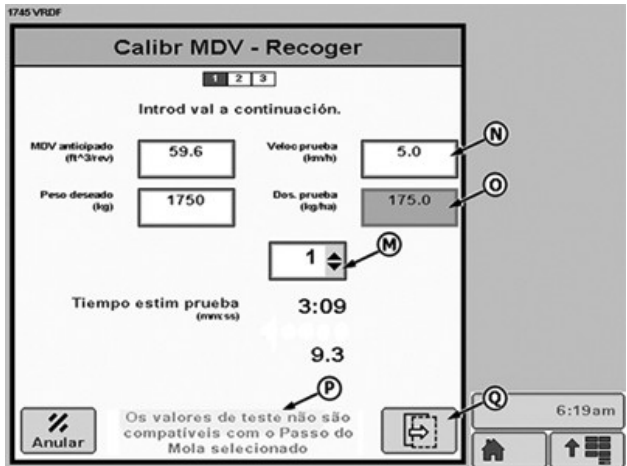 1745 VRDF
Calibr MDV - Recoger
1 2 3
Introd val a continuación.
MDV anticipado
(ft^3/rev)
59.6
Veloc prueba
(km/h)
5.0
N
Peso deseado
(kg)
1750
Dos. prueba
(kg/ha)
175.0
O
1
M
Tiempo estim prueba
(mm:ss)
3:09
9.3
P
Os valores de teste não são
compatíveis com o Passo do
Mola selecionado
Q
Anular
6:19am